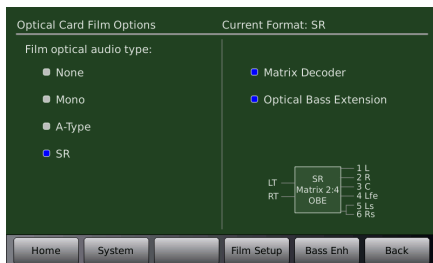 Optical Card Film Options
Current Format: SR
Film optical audio type:
None
Mono
A-Type
SR
Matrix Decoder
Optical Bass Extension
LT
RT
SR
Matrix 2:4
OBE
1 L
2 R
3 C
4 Lfe
5 Ls
6 Rs
Home
System
Film Setup
Bass Enh
Back